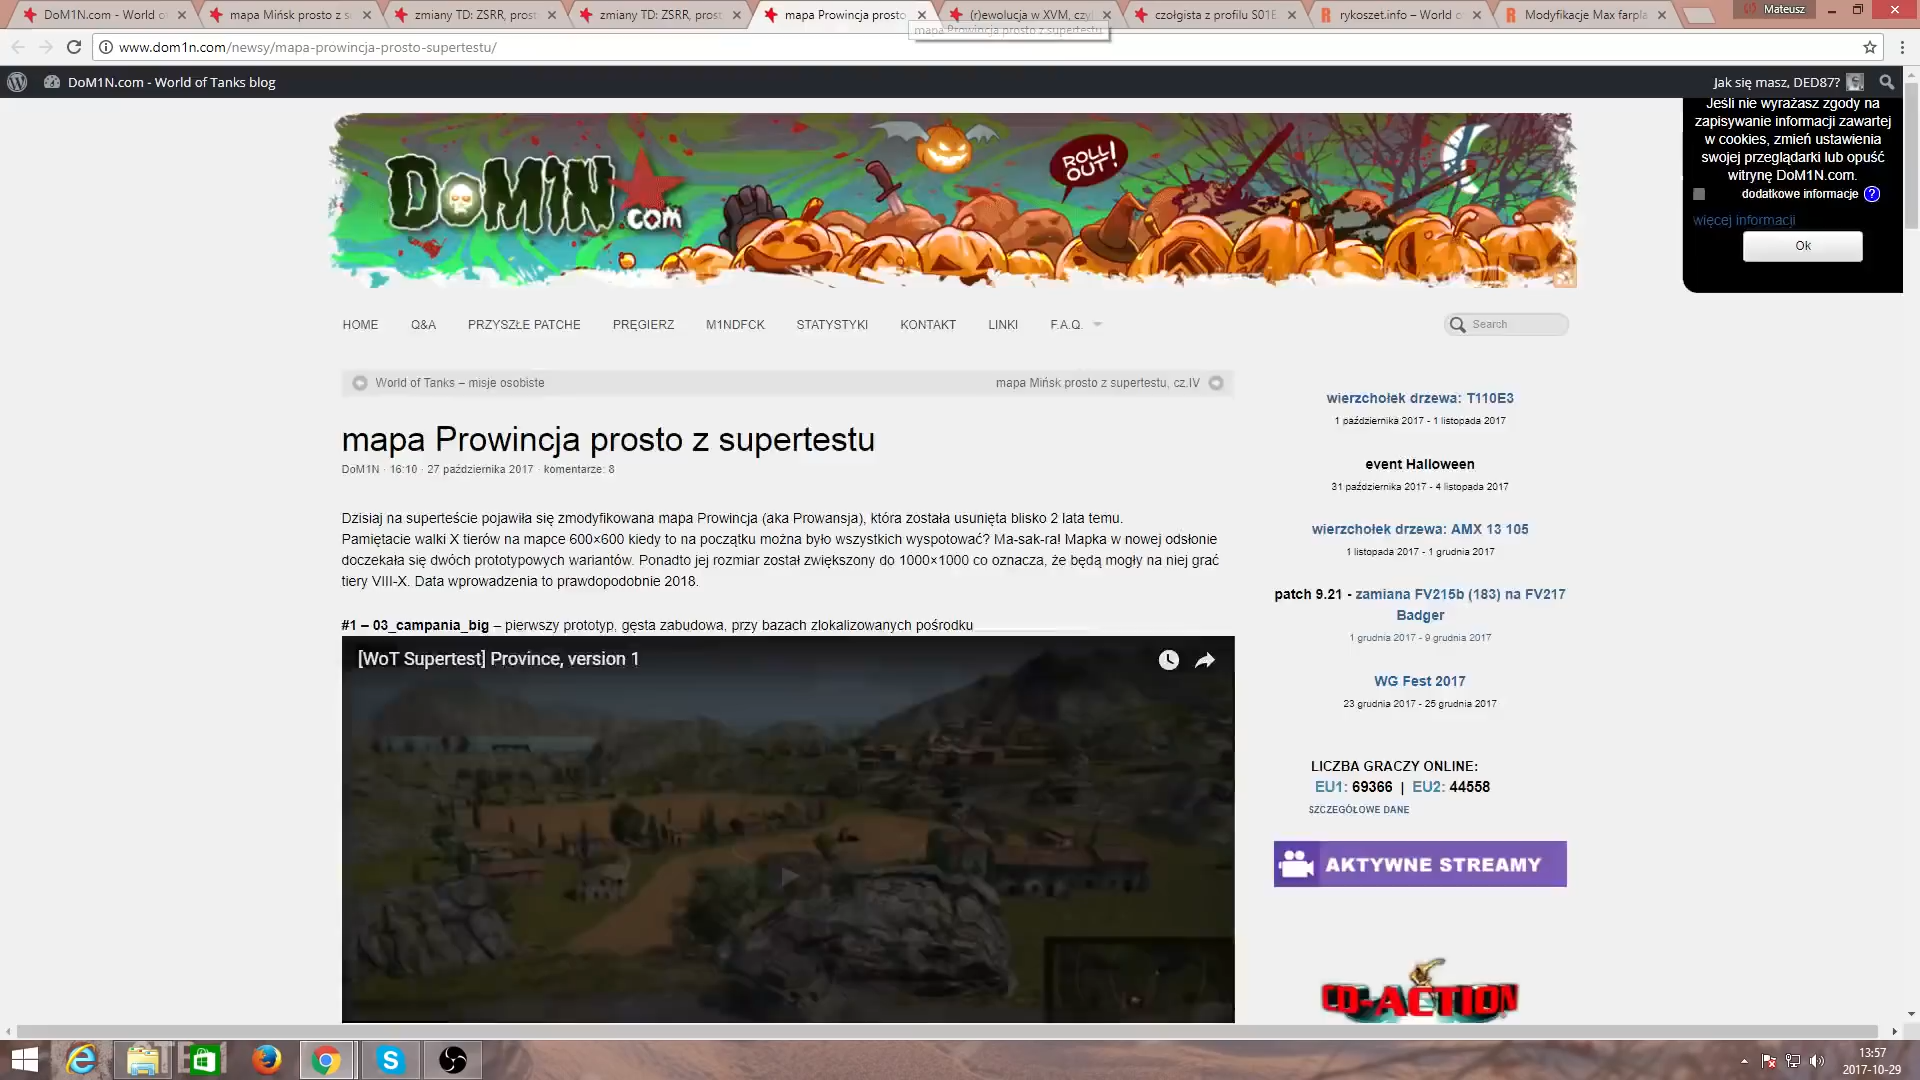 DoM1N.com - World o
mapa Mińsk prosto z s
zmiany TD: ZSRR, prost
zmiany TD: ZSRR, prost
mapa Prowincja prosto
(r)ewolucja w XVM, czyl
czołgista z profilu S01E
rykoszet.info – World o
Modyfikacje Max farpla
Mateusz
mapa Prowincja prosto z supertestu
www.dom1n.com/newsy/mapa-prowincja-prosto-supertestu/
DoM1N.com - World of Tanks blog
Jak się masz, DED87?
Jeśli nie wyrażasz zgody na
zapisywanie informacji zawartej
w cookies, zmień ustawienia
swojej przeglądarki lub opuść
witrynę DoM1N.com.
dodatkowe informacje ?
więcej informacji
Ok
DoM1N.com
ROLL OUT!
HOME
Q&A
PRZYSZŁE PATCHE
PRĘGIERZ
M1NDFCK
STATYSTYKI
KONTAKT
LINKI
F.A.Q.
Search
World of Tanks – misje osobiste
mapa Mińsk prosto z supertestu, cz.IV
mapa Prowincja prosto z supertestu
DoM1N · 16:10 · 27 października 2017 · komentarze: 8
Dzisiaj na superteście pojawiła się zmodyfikowana mapa Prowincja (aka Prowansja), która została usunięta blisko 2 lata temu.
Pamiętacie walki X tierów na mapce 600×600 kiedy to na początku można było wszystkich wyspotować? Ma-sak-ra! Mapka w nowej odsłonie
doczekała się dwóch prototypowych wariantów. Ponadto jej rozmiar został zwiększony do 1000×1000 co oznacza, że będą mogły na niej grać
tiery VIII-X. Data wprowadzenia to prawdopodobnie 2018.
#1 – 03_campania_big – pierwszy prototyp, gęsta zabudowa, przy bazach zlokalizowanych pośrodku
[WoT Supertest] Province, version 1
wierzchołek drzewa: T110E3
1 października 2017 - 1 listopada 2017
event Halloween
31 października 2017 - 4 listopada 2017
wierzchołek drzewa: AMX 13 105
1 listopada 2017 - 1 grudnia 2017
patch 9.21 - zamiana FV215b (183) na FV217
Badger
1 grudnia 2017 - 9 grudnia 2017
WG Fest 2017
23 grudnia 2017 - 25 grudnia 2017
LICZBA GRACZY ONLINE:
EU1: 69366 | EU2: 44558
SZCZEGÓŁOWE DANE
AKTYWNE STREAMY
CD-ACTION
13:57
2017-10-29